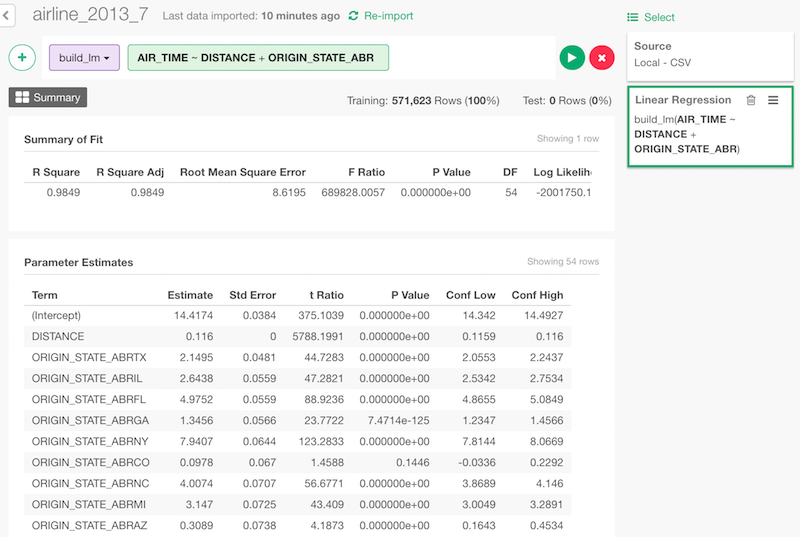 airline_2013_7 Last data imported: 10 minutes ago Re-import
Select
Source
Local - CSV
build_lm AIR_TIME ~ DISTANCE + ORIGIN_STATE_ABR
Linear Regression
build_lm(AIR_TIME ~
DISTANCE +
ORIGIN_STATE_ABR)
Summary Training: 571,623 Rows (100%) Test: 0 Rows (0%)
Summary of Fit Showing 1 row
R Square R Square Adj Root Mean Square Error F Ratio P Value DF Log Likelih
0.9849 0.9849 8.6195 689828.0057 0.000000e+00 54 -2001750.1
Parameter Estimates Showing 54 rows
Term Estimate Std Error t Ratio P Value Conf Low Conf High
(Intercept) 14.4174 0.0384 375.1039 0.000000e+00 14.342 14.4927
DISTANCE 0.116 0 5788.1991 0.000000e+00 0.1159 0.116
ORIGIN_STATE_ABRTX 2.1495 0.0481 44.7283 0.000000e+00 2.0553 2.2437
ORIGIN_STATE_ABRIL 2.6438 0.0559 47.2821 0.000000e+00 2.5342 2.7534
ORIGIN_STATE_ABRFL 4.9752 0.0559 88.9236 0.000000e+00 4.8655 5.0849
ORIGIN_STATE_ABRGA 1.3456 0.0566 23.7722 7.4714e-125 1.2347 1.4566
ORIGIN_STATE_ABRNY 7.9407 0.0644 123.2833 0.000000e+00 7.8144 8.0669
ORIGIN_STATE_ABRCO 0.0978 0.067 1.4588 0.1446 -0.0336 0.2292
ORIGIN_STATE_ABRNC 4.0074 0.0707 56.6771 0.000000e+00 3.8689 4.146
ORIGIN_STATE_ABRMI 3.147 0.0725 43.409 0.000000e+00 3.0049 3.2891
ORIGIN_STATE_ABRAZ 0.3089 0.0738 4.1873 0.000000e+00 0.1643 0.4534